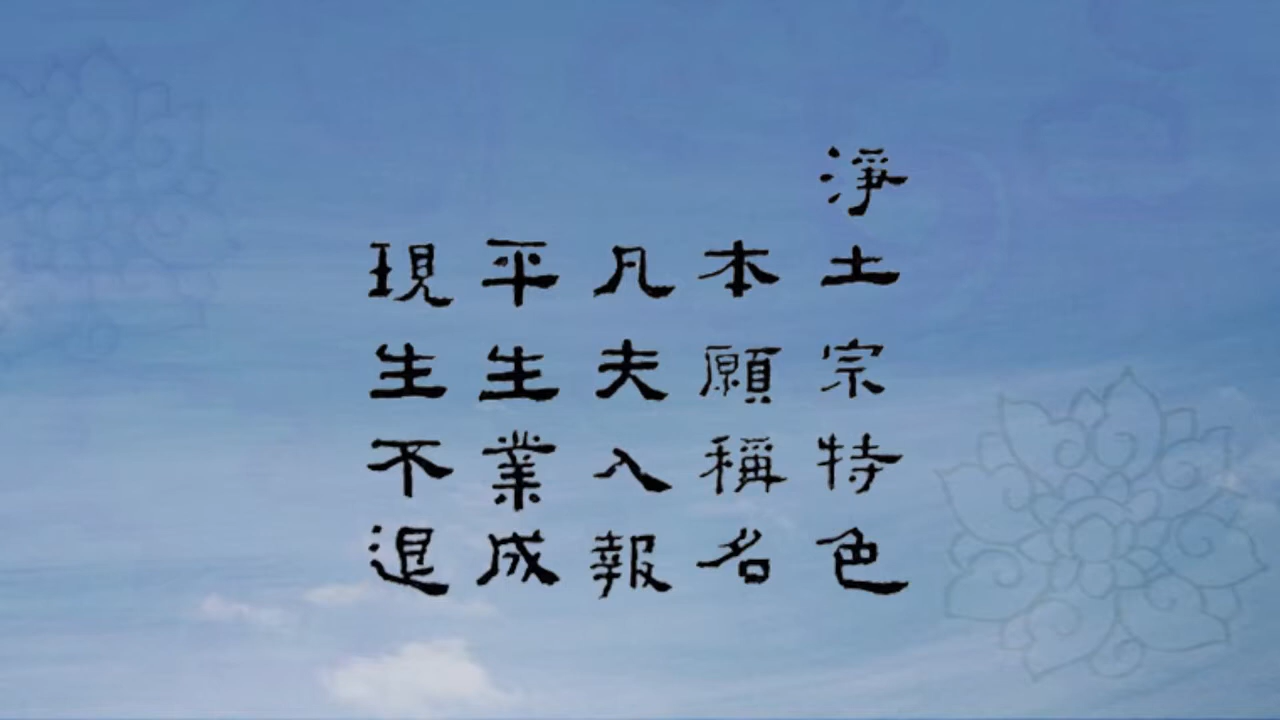 淨土宗特色
本願稱名
凡夫入報
平生業成
現生不退